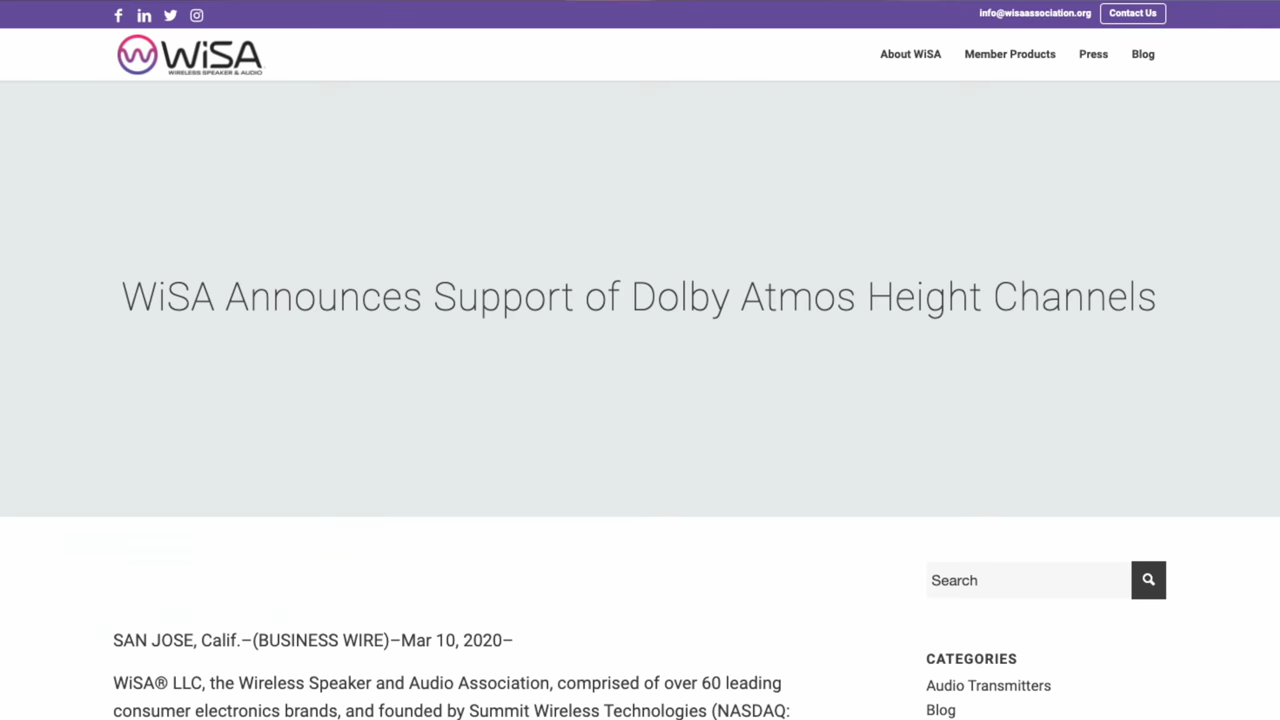 info@wisaassociation.org Contact Us
WiSA
WIRELESS SPEAKER & AUDIO
About WiSA Member Products Press Blog
WiSA Announces Support of Dolby Atmos Height Channels
Search
SAN JOSE, Calif.–(BUSINESS WIRE)–Mar 10, 2020–
WiSA® LLC, the Wireless Speaker and Audio Association, comprised of over 60 leading
consumer electronics brands, and founded by Summit Wireless Technologies (NASDAQ:
CATEGORIES
Audio Transmitters
Blog